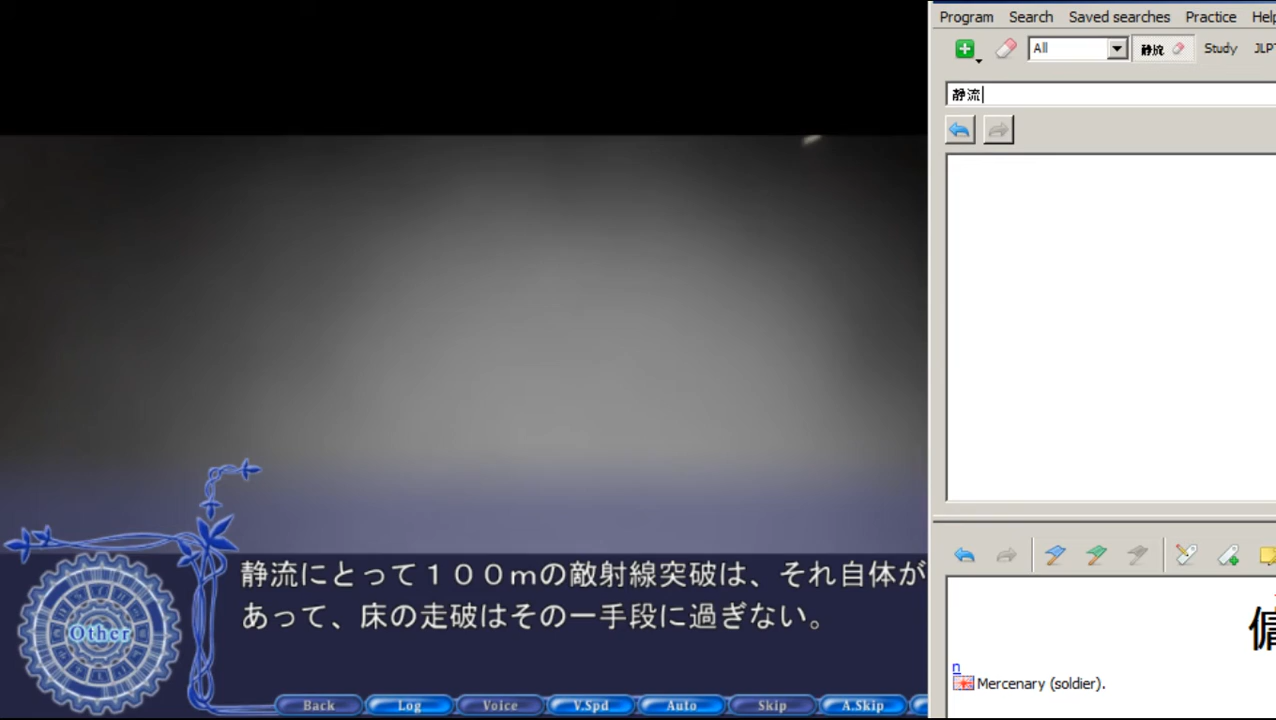 Program Search Saved searches Practice
All 静流 Study
静流
静流にとって１００ｍの敵射線突破は、それ自体が
あって、床の走破はその一手段に過ぎない。
Other
n
Mercenary (soldier).
Back Log Voice V.Spd Auto Skip A.Skip